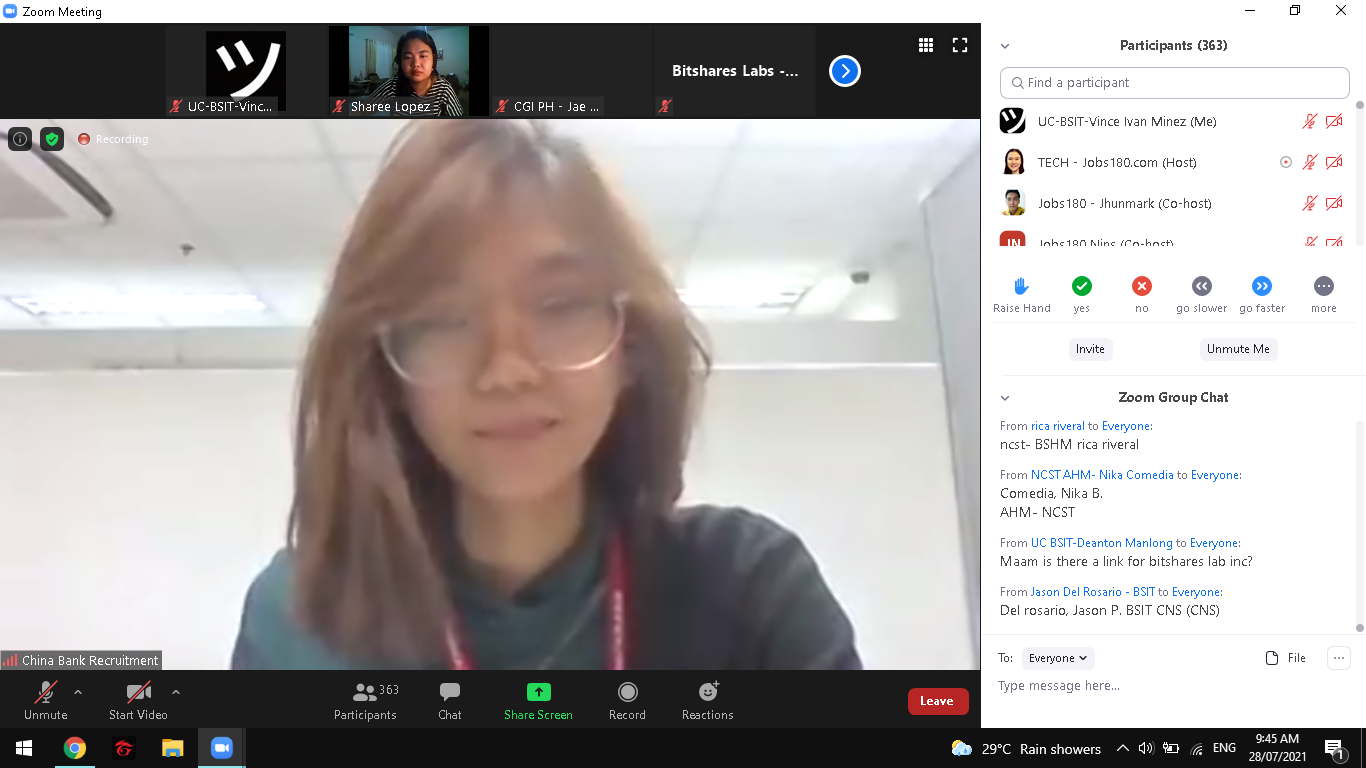 Zoom Meeting
UC-BSIT-Vinc...
Sharee Lopez
CGI PH - Jae ...
Bitshares Labs -...
Recording
China Bank Recruitment
Unmute
Start Video
363
Participants
Chat
Share Screen
Record
Reactions
Leave
Participants (363)
Find a participant
ツ UC-BSIT-Vince Ivan Minez (Me)
TECH - Jobs180.com (Host)
Jobs180 - Jhunmark (Co-host)
JN Jobs180 Nins (Co-host)
Raise Hand
yes
no
go slower
go faster
more
Invite
Unmute Me
Zoom Group Chat
From rica riveral to Everyone:
ncst- BSHM rica riveral
From NCST AHM- Nika Comedia to Everyone:
Comedia, Nika B.
AHM- NCST
From UC BSIT-Deanton Manlong to Everyone:
Maam is there a link for bitshares lab inc?
From Jason Del Rosario - BSIT to Everyone:
Del rosario, Jason P. BSIT CNS (CNS)
To: Everyone
File
Type message here...
29°C Rain showers
ENG
9:45 AM
28/07/2021
1